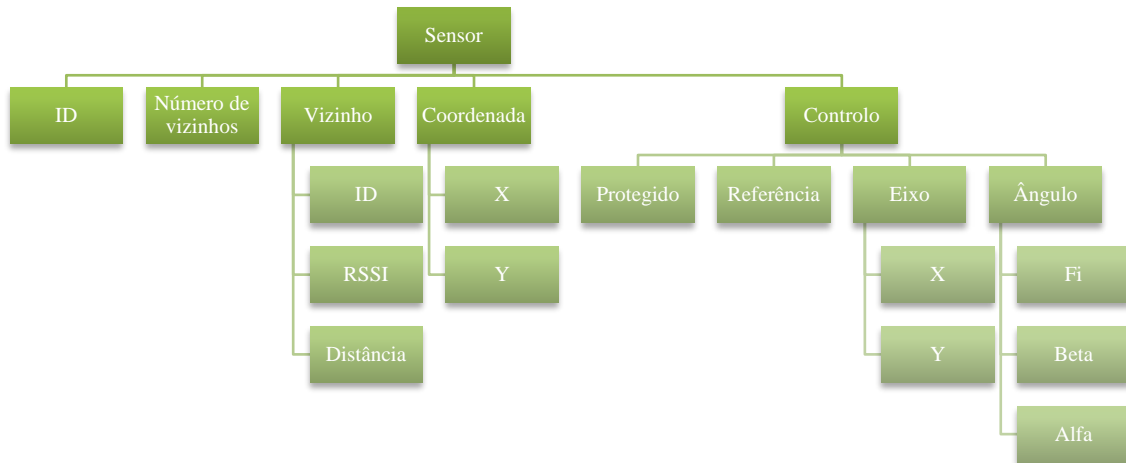 Sensor
ID
Número de
vizinhos
Vizinho
Coordenada
Controlo
ID
RSSI
Distância
X
Y
Protegido
Referência
Eixo
Ângulo
X
Y
Fi
Beta
Alfa